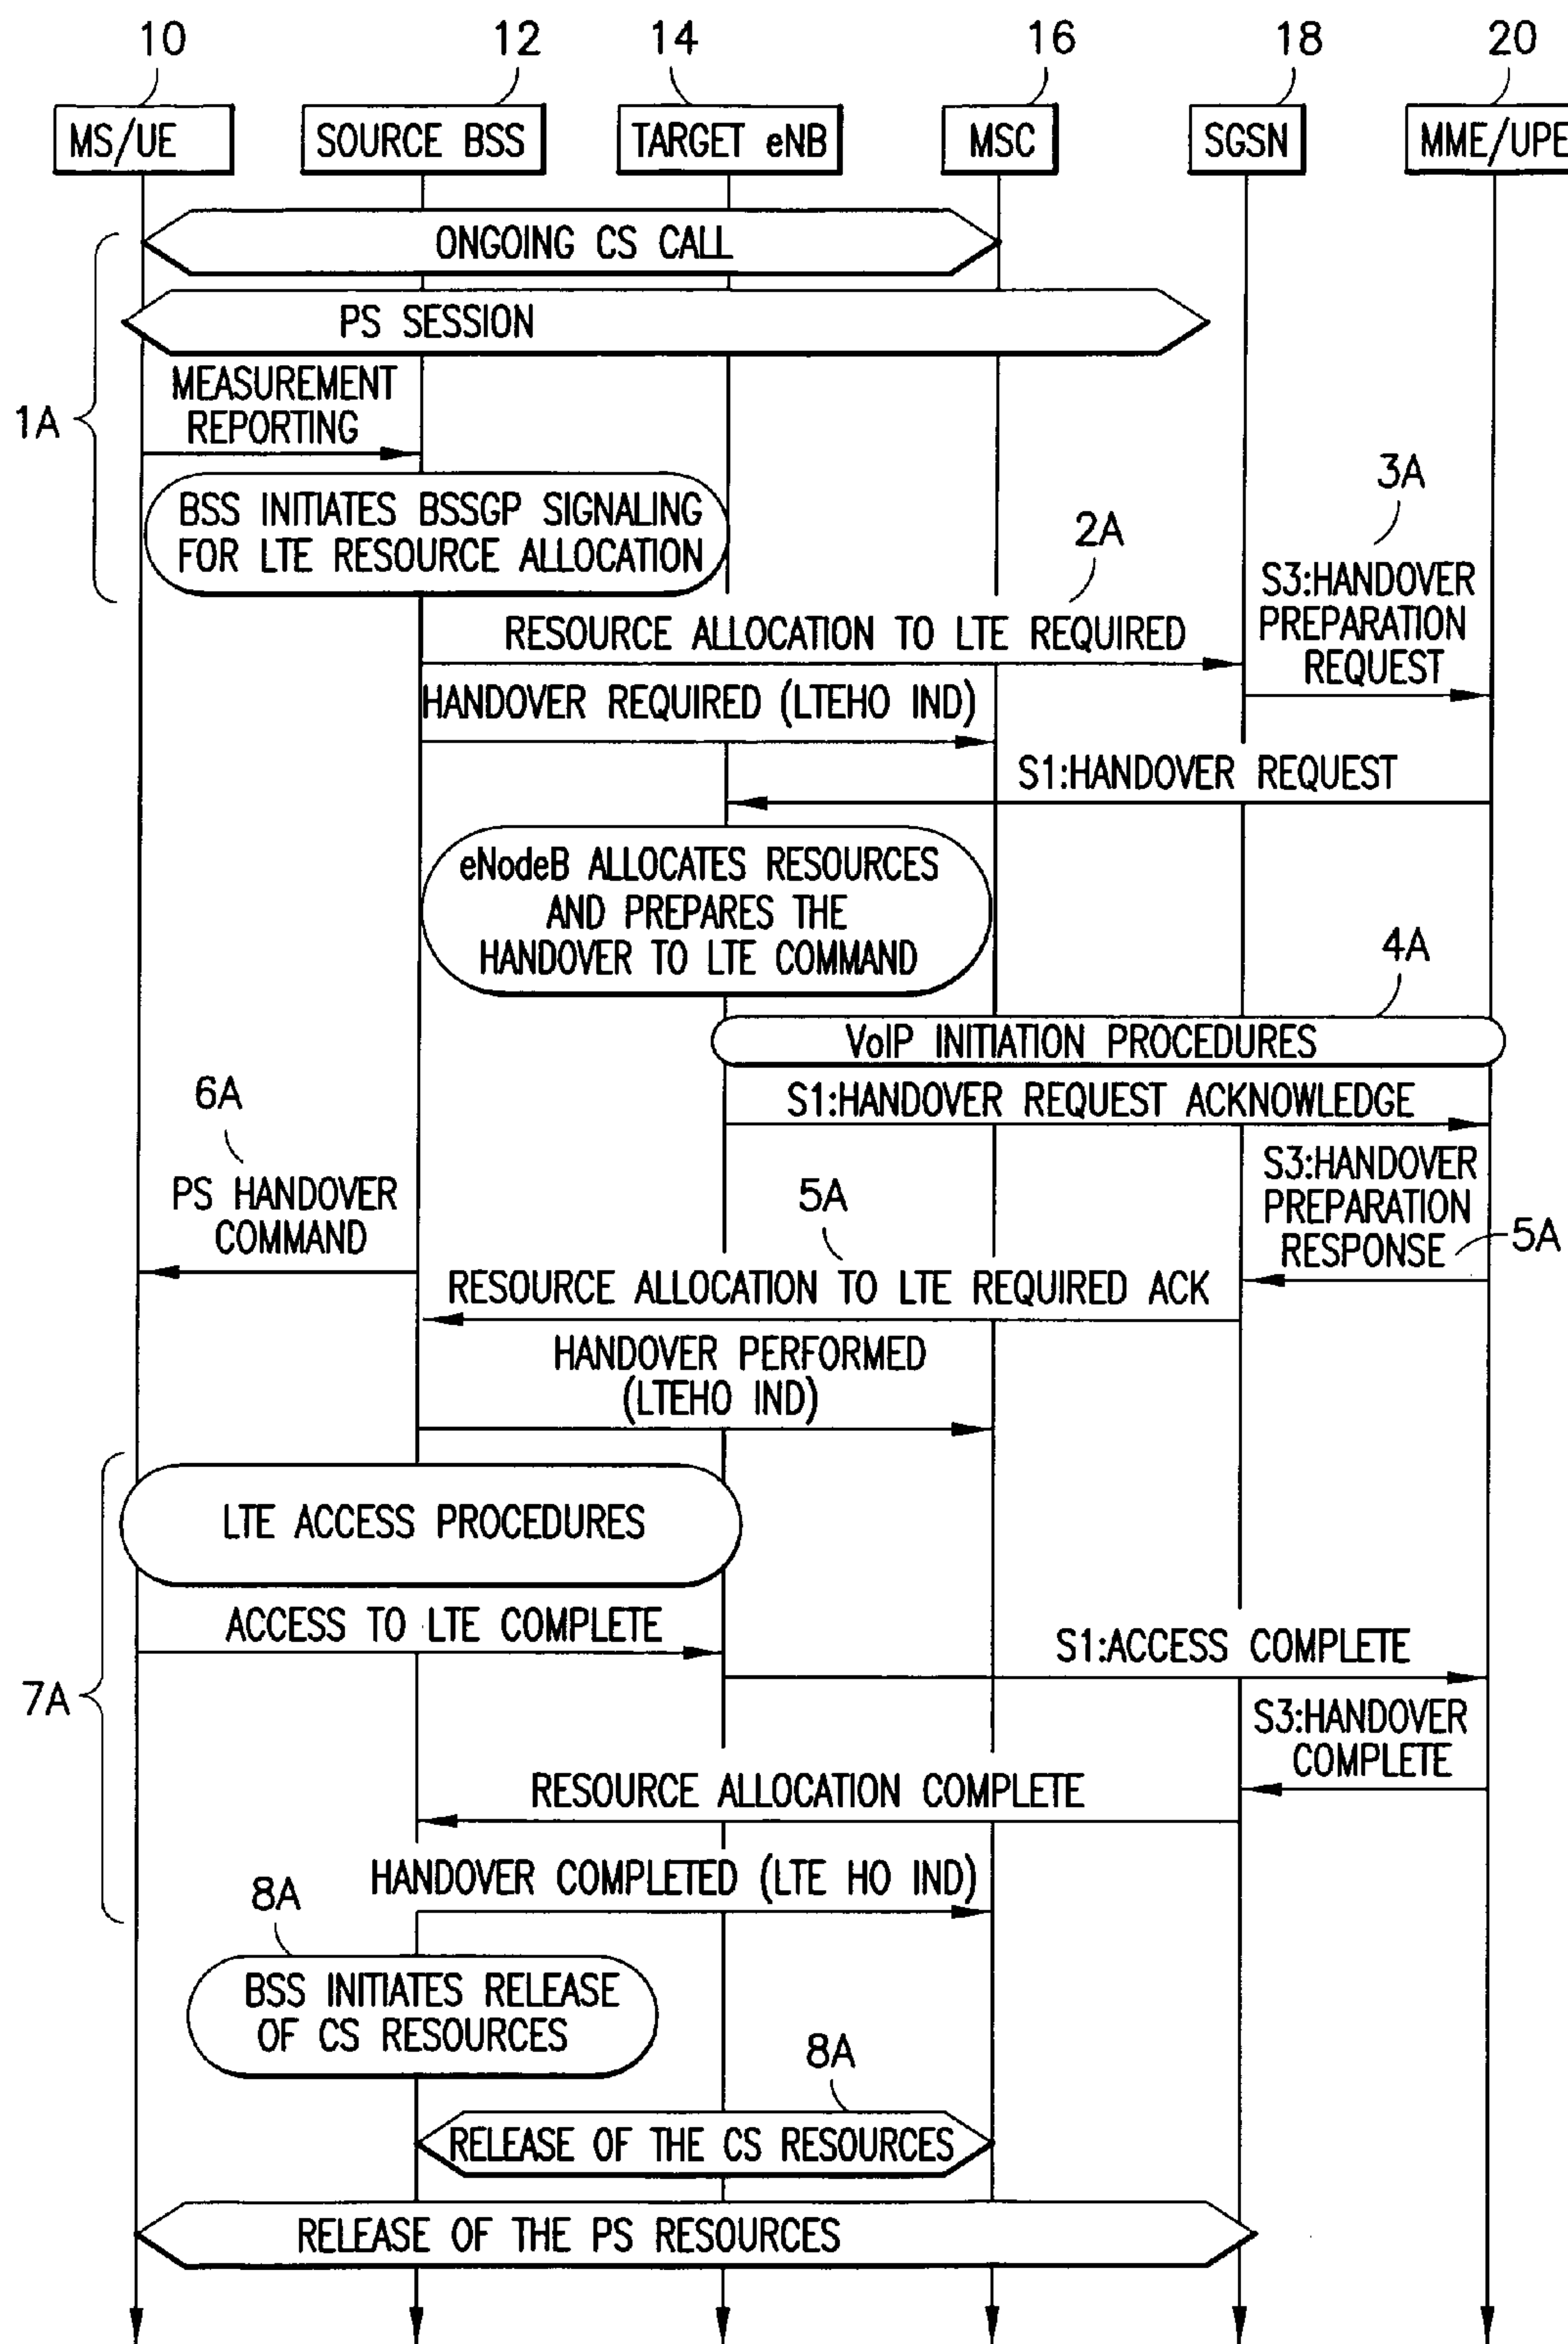 10
12
14
16
18
20
MS/UE
SOURCE BSS
TARGET eNB
MSC
SGSN
MME/UPE
ONGOING CS CALL
PS SESSION
1A
MEASUREMENT
REPORTING
BSS INITIATES BSSGP SIGNALING
FOR LTE RESOURCE ALLOCATION
2A
RESOURCE ALLOCATION TO LTE REQUIRED
3A
S3:HANDOVER
PREPARATION
REQUEST
HANDOVER REQUIRED (LTEHO IND)
S1:HANDOVER REQUEST
eNodeB ALLOCATES RESOURCES
AND PREPARES THE
HANDOVER TO LTE COMMAND
4A
VoIP INITIATION PROCEDURES
S1:HANDOVER REQUEST ACKNOWLEDGE
6A
PS HANDOVER
COMMAND
S3:HANDOVER
PREPARATION
RESPONSE
5A
5A
RESOURCE ALLOCATION TO LTE REQUIRED ACK
HANDOVER PERFORMED
(LTEHO IND)
7A
LTE ACCESS PROCEDURES
ACCESS TO LTE COMPLETE
S1:ACCESS COMPLETE
S3:HANDOVER
COMPLETE
RESOURCE ALLOCATION COMPLETE
HANDOVER COMPLETED (LTE HO IND)
8A
BSS INITIATES RELEASE
OF CS RESOURCES
8A
RELEASE OF THE CS RESOURCES
RELEASE OF THE PS RESOURCES